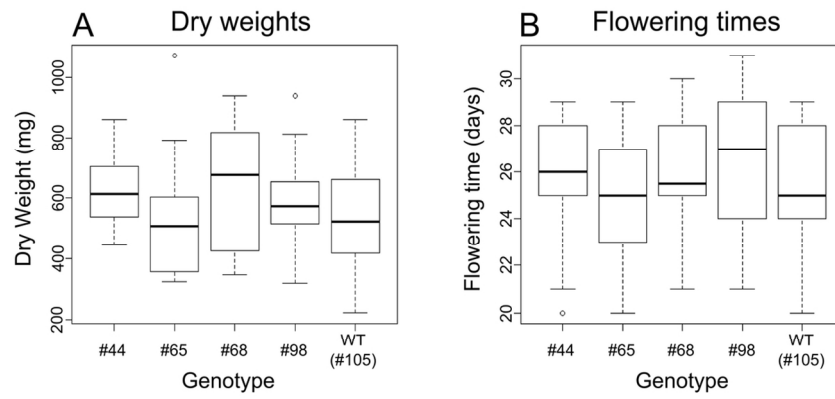 A Dry weights
Dry Weight (mg)
1000
800
600
400
200
#44 #65 #68 #98 WT (#105)
Genotype
B Flowering times
Flowering time (days)
30
28
26
24
22
20
#44 #65 #68 #98 WT (#105)
Genotype